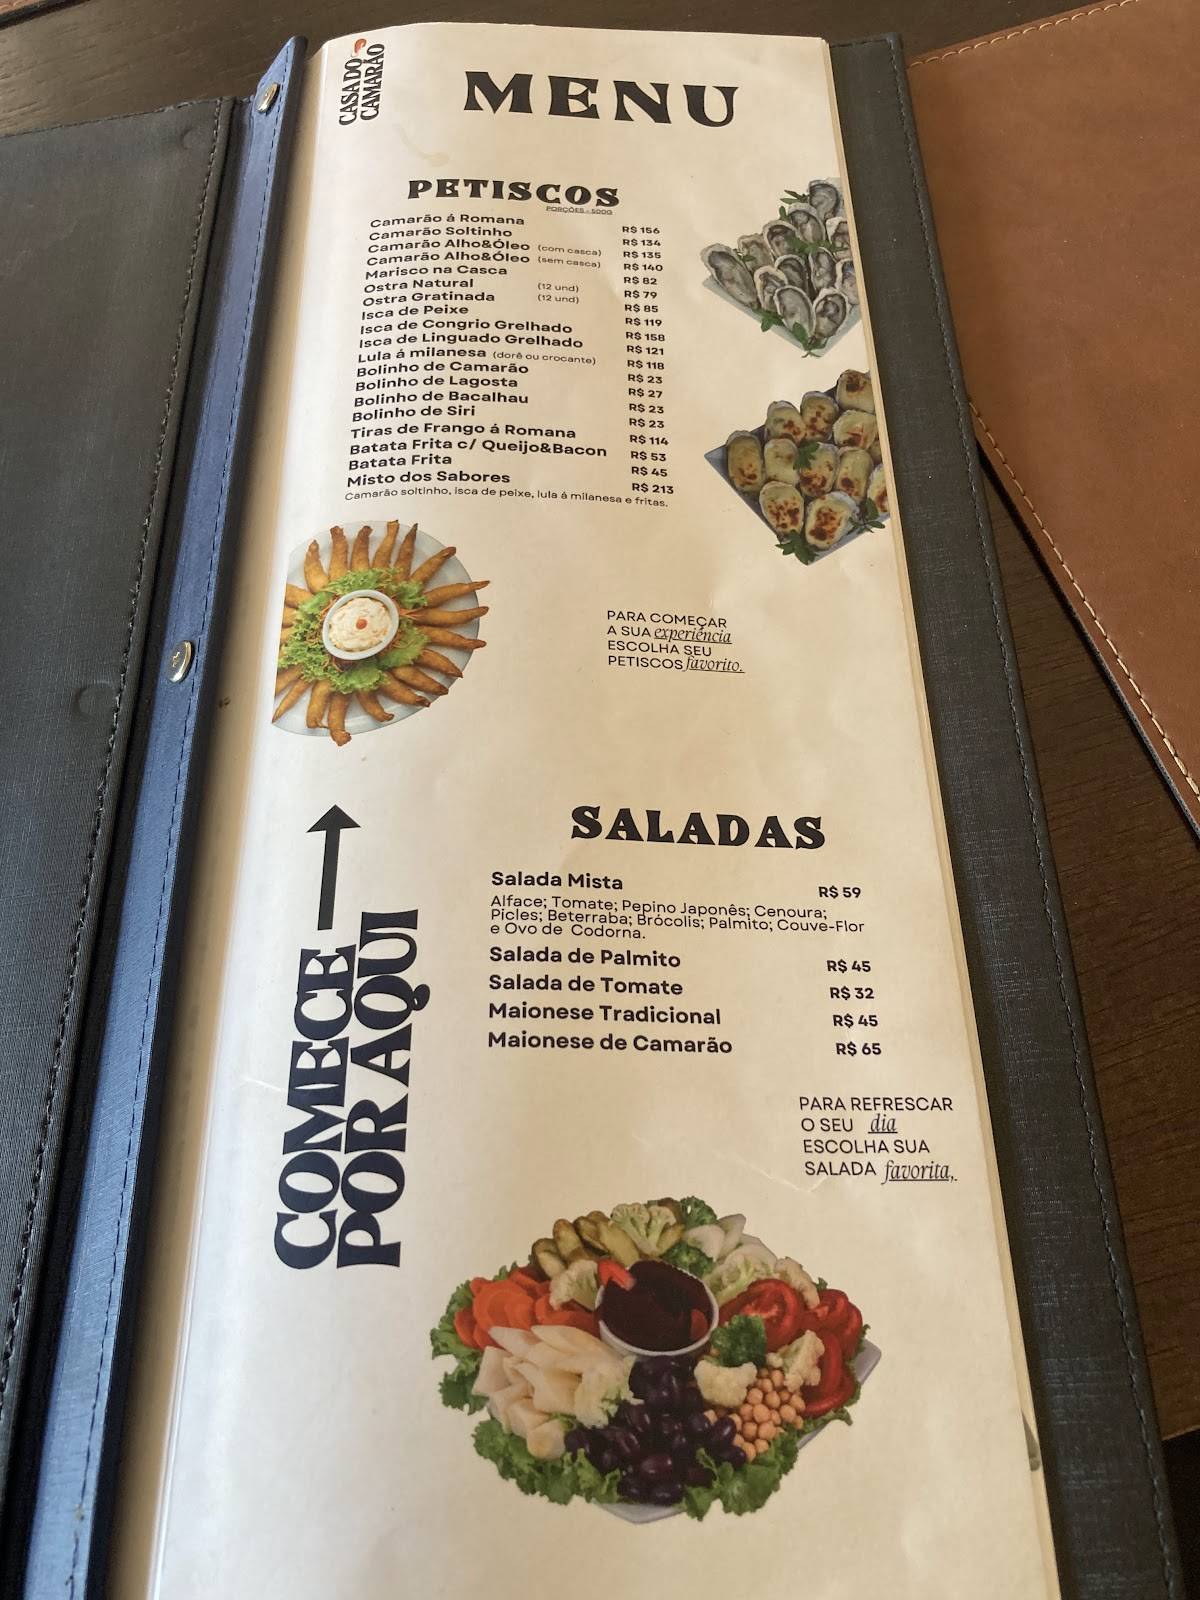 CASA DO
CAMARÃO
MENU
PETISCOS
PORÇÕES - 500G
Camarão á Romana R$ 156
Camarão Soltinho R$ 134
Camarão Alho&Óleo (com casca) R$ 135
Camarão Alho&Óleo (sem casca) R$ 140
Marisco na Casca R$ 82
Ostra Natural (12 und) R$ 79
Ostra Gratinada (12 und) R$ 85
Isca de Peixe R$ 119
Isca de Congrio Grelhado R$ 158
Isca de Linguado Grelhado R$ 121
Lula á milanesa (dorê ou crocante) R$ 118
Bolinho de Camarão R$ 23
Bolinho de Lagosta R$ 27
Bolinho de Bacalhau R$ 23
Bolinho de Siri R$ 23
Tiras de Frango á Romana R$ 114
Batata Frita c/ Queijo&Bacon R$ 53
Batata Frita R$ 45
Misto dos Sabores R$ 213
Camarão soltinho, isca de peixe, lula á milanesa e fritas.
PARA COMEÇAR
A SUA experiência
ESCOLHA SEU
PETISCOS favorito.
COMECE
POR AQUI
SALADAS
Salada Mista R$ 59
Alface; Tomate; Pepino Japonês; Cenoura;
Picles; Beterraba; Brócolis; Palmito; Couve-Flor
e Ovo de Codorna.
Salada de Palmito R$ 45
Salada de Tomate R$ 32
Maionese Tradicional R$ 45
Maionese de Camarão R$ 65
PARA REFRESCAR
O SEU dia
ESCOLHA SUA
SALADA favorita,